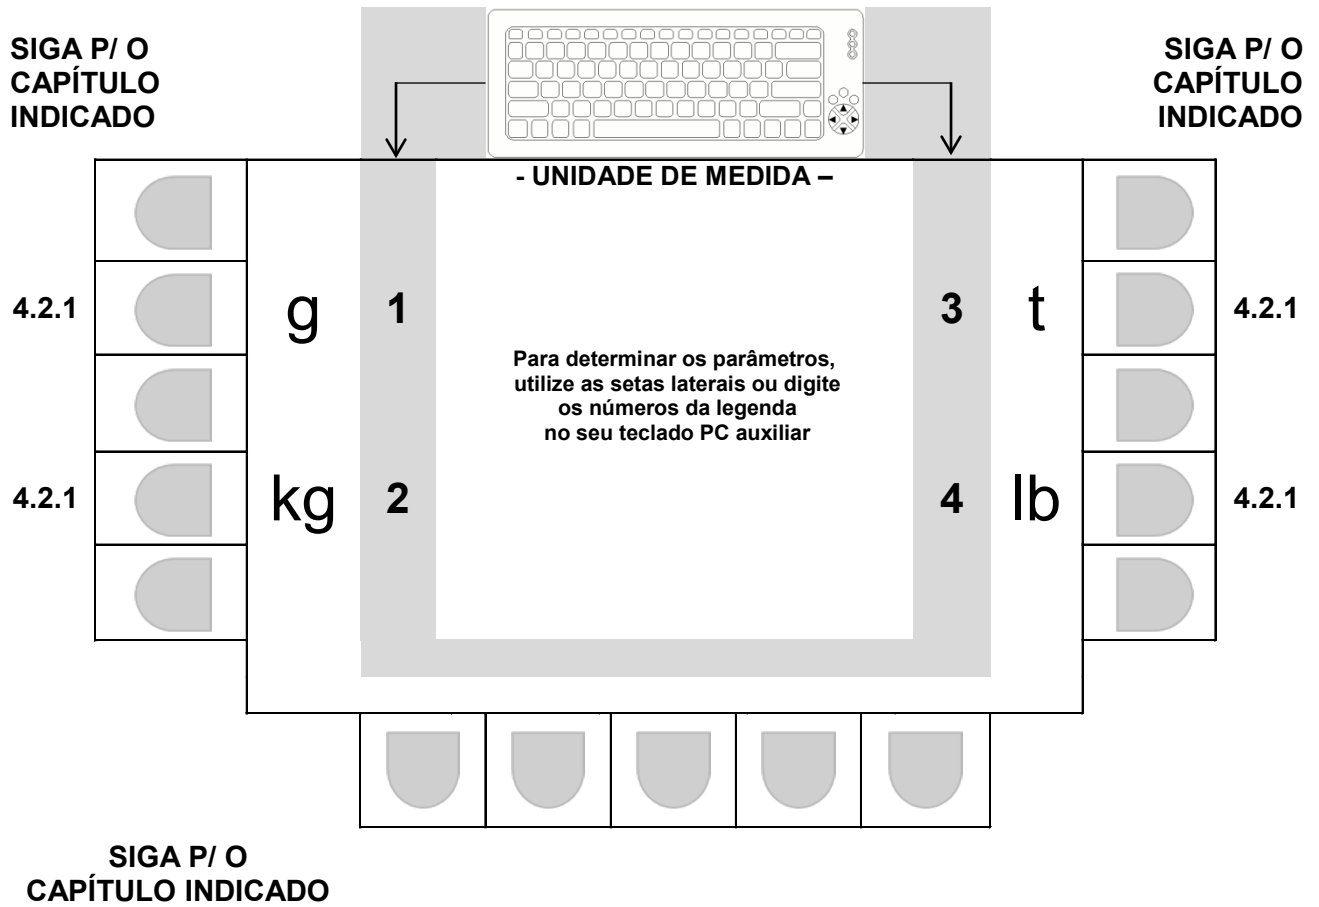 SIGA P/ O
CAPÍTULO
INDICADO
SIGA P/ O
CAPÍTULO
INDICADO
- UNIDADE DE MEDIDA –
4.2.1 g 1 3 t 4.2.1
Para determinar os parâmetros,
utilize as setas laterais ou digite
os números da legenda
no seu teclado PC auxiliar
4.2.1 kg 2 4 lb 4.2.1
SIGA P/ O
CAPÍTULO INDICADO